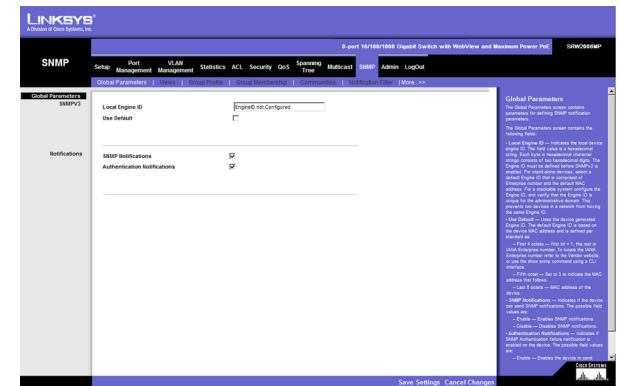 LINKSYS®
A Division of Cisco Systems, Inc.
8-port 10/100/1000 Gigabit Switch with WebView and Maximum Power PoE
SRW2008MP
SNMP
Setup Port Management VLAN Management Statistics ACL Security QoS Spanning Tree Multicast SNMP Admin LogOut
Global Parameters | Views | Group Profile | Group Membership | Communities | Notification Filter | More...>>
Global Parameters
SNMPV3
Local Engine ID
EngineID not Configured
Use Default
Notifications
SNMP Notifications
Authentication Notifications
Global Parameters
The Global Parameters screen contains
parameters for defining SNMP notification
parameters.
The Global Parameters screen contains the
following fields:
• Local Engine ID — Indicates the local device
engine ID. The field value is a hexadecimal
string. Each byte in hexadecimal character
strings consists of two hexadecimal digits. The
Engine ID must be defined before SNMPv3 is
enabled. For stand-alone devices, select a
default Engine ID that is comprised of
Enterprise number and the default MAC
address. For a stackable system configure the
Engine ID, and verify that the Engine ID is
unique for the administrative domain. This
prevents two devices in a network from having
the same Engine ID.
• Use Default — Uses the device generated
Engine ID. The default Engine ID is based on
the device MAC address and is defined per
standard as:
– First 4 octets — first bit = 1, the rest is
IANA Enterprise number. To locate the IANA
Enterprise number refer to the Vendor website,
or use the show snmp command using a CLI
interface.
– Fifth octet — Set to 3 to indicate the MAC
address that follows.
– Last 6 octets — MAC address of the
device.
• SNMP Notifications — Indicates if the device
can send SNMP notifications. The possible field
values are:
– Enable — Enables SNMP notifications.
– Disable — Disables SNMP notifications.
• Authentication Notifications — Indicates if
SNMP Authentication failure notification is
enabled on the device. The possible field values
are:
– Enable — Enables the device to send
Save Settings Cancel Changes
CISCO SYSTEMS